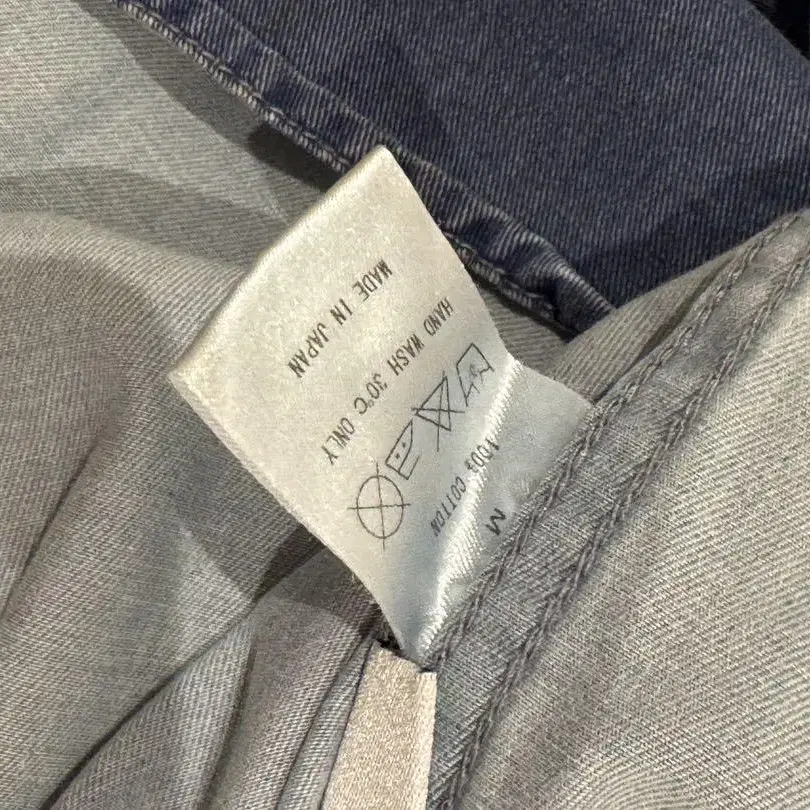 M
100% COTTON
HAND WASH 30°C ONLY
MADE IN JAPAN